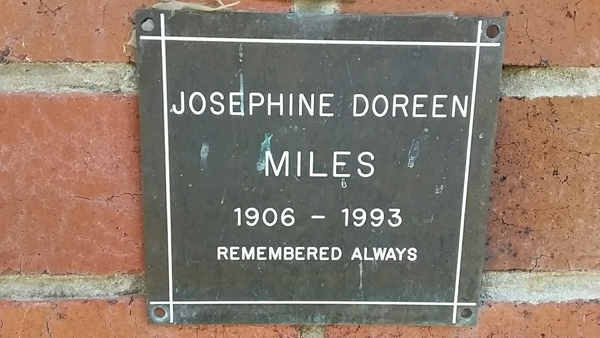 JOSEPHINE DOREEN
MILES
1906 - 1993
REMEMBERED ALWAYS